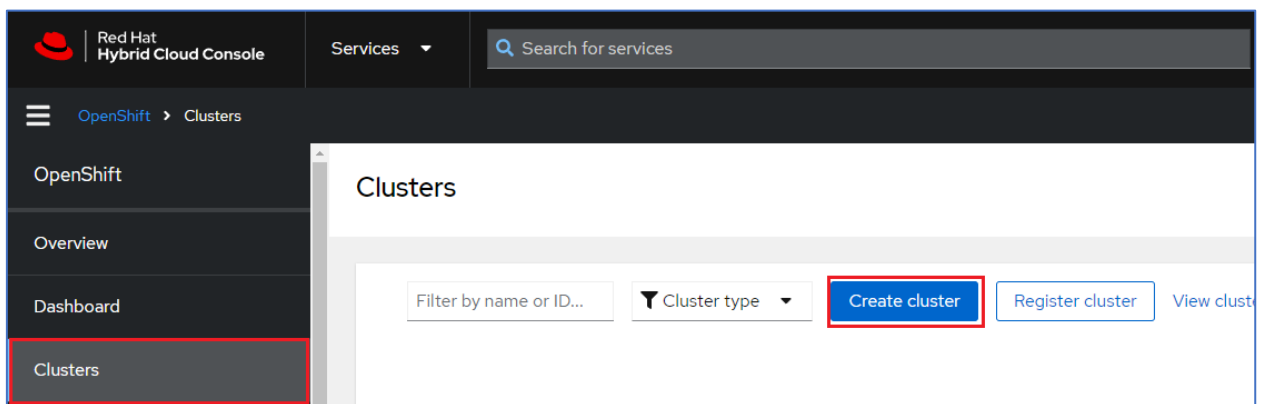 Red Hat
Hybrid Cloud Console
Services
Search for services
OpenShift > Clusters
OpenShift
Overview
Dashboard
Clusters
Clusters
Filter by name or ID...
Cluster type
Create cluster
Register cluster
View